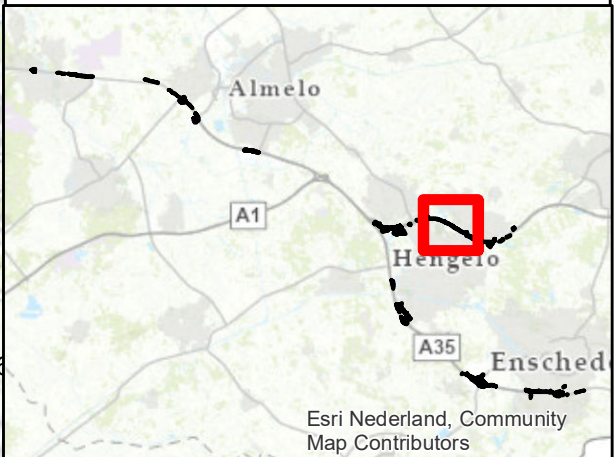 Almelo
A1
Hengelo
A35
Enschede
Esri Nederland, Community
Map Contributors